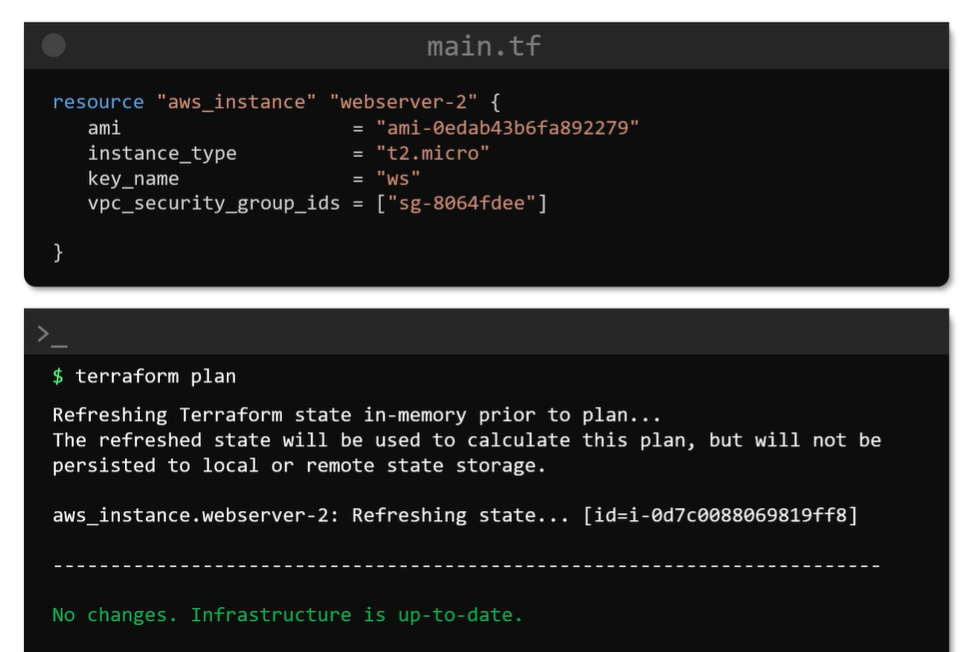 main.tf
resource "aws_instance" "webserver-2" {
   ami                    = "ami-0edab43b6fa892279"
   instance_type          = "t2.micro"
   key_name               = "ws"
   vpc_security_group_ids = ["sg-8064fdee"]
}
>_
$ terraform plan
Refreshing Terraform state in-memory prior to plan...
The refreshed state will be used to calculate this plan, but will not be
persisted to local or remote state storage.
aws_instance.webserver-2: Refreshing state... [id=i-0d7c0088069819ff8]
------------------------------------------------------------------------
No changes. Infrastructure is up-to-date.